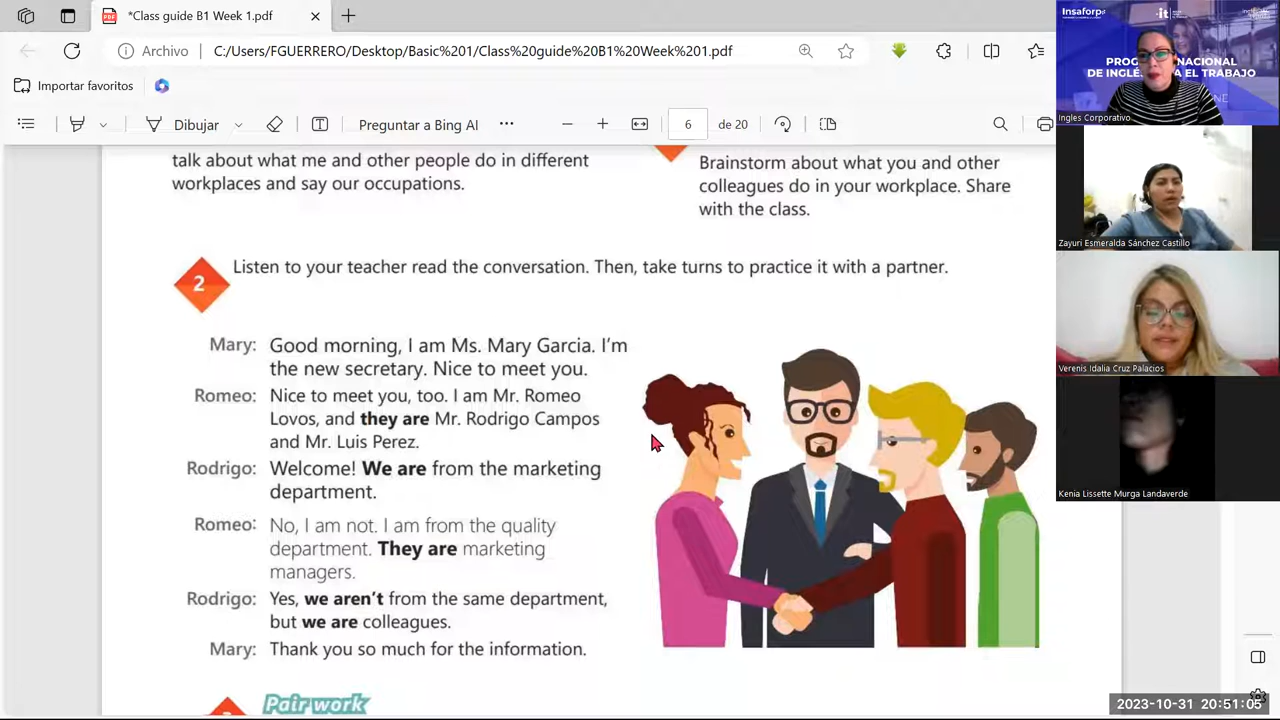 *Class guide B1 Week 1.pdf
Archivo
C:/Users/FGUERRERO/Desktop/Basic%201/Class%20guide%20B1%20Week%201.pdf
Importar favoritos
Dibujar
Preguntar a Bing AI
6
de 20
talk about what me and other people do in different
workplaces and say our occupations.
Brainstorm about what you and other
colleagues do in your workplace. Share
with the class.
2
Listen to your teacher read the conversation. Then, take turns to practice it with a partner.
Mary: Good morning, I am Ms. Mary Garcia. I'm
the new secretary. Nice to meet you.
Romeo: Nice to meet you, too. I am Mr. Romeo
Lovos, and they are Mr. Rodrigo Campos
and Mr. Luis Perez.
Rodrigo: Welcome! We are from the marketing
department.
Romeo: No, I am not. I am from the quality
department. They are marketing
managers.
Rodrigo: Yes, we aren't from the same department,
but we are colleagues.
Mary: Thank you so much for the information.
Pair work
Insaforp
Ingles Corporativo
Zayuri Esmeralda Sánchez Castillo
Verenis Idalia Cruz Palacios
Kenia Lissette Murga Landaverde
2023-10-31 20:51:05